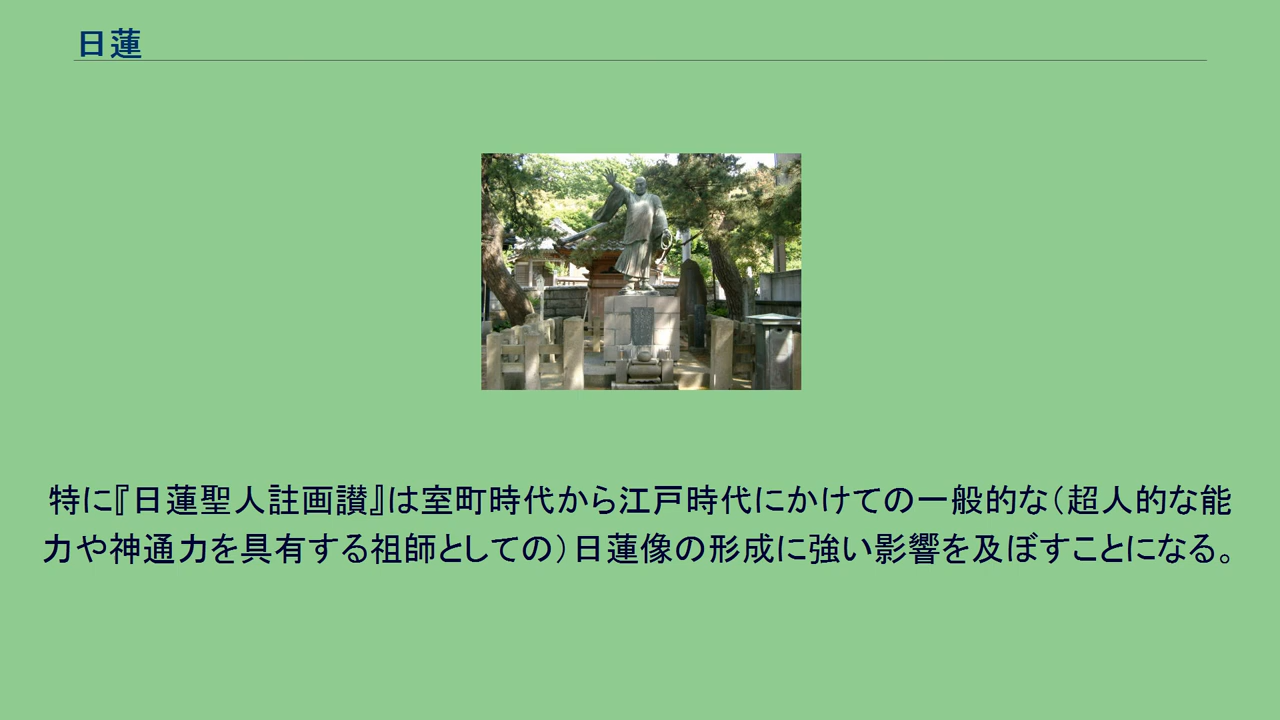 日蓮
特に『日蓮聖人註画讃』は室町時代から江戸時代にかけての一般的な（超人的な能
力や神通力を具有する祖師としての）日蓮像の形成に強い影響を及ぼすことになる。